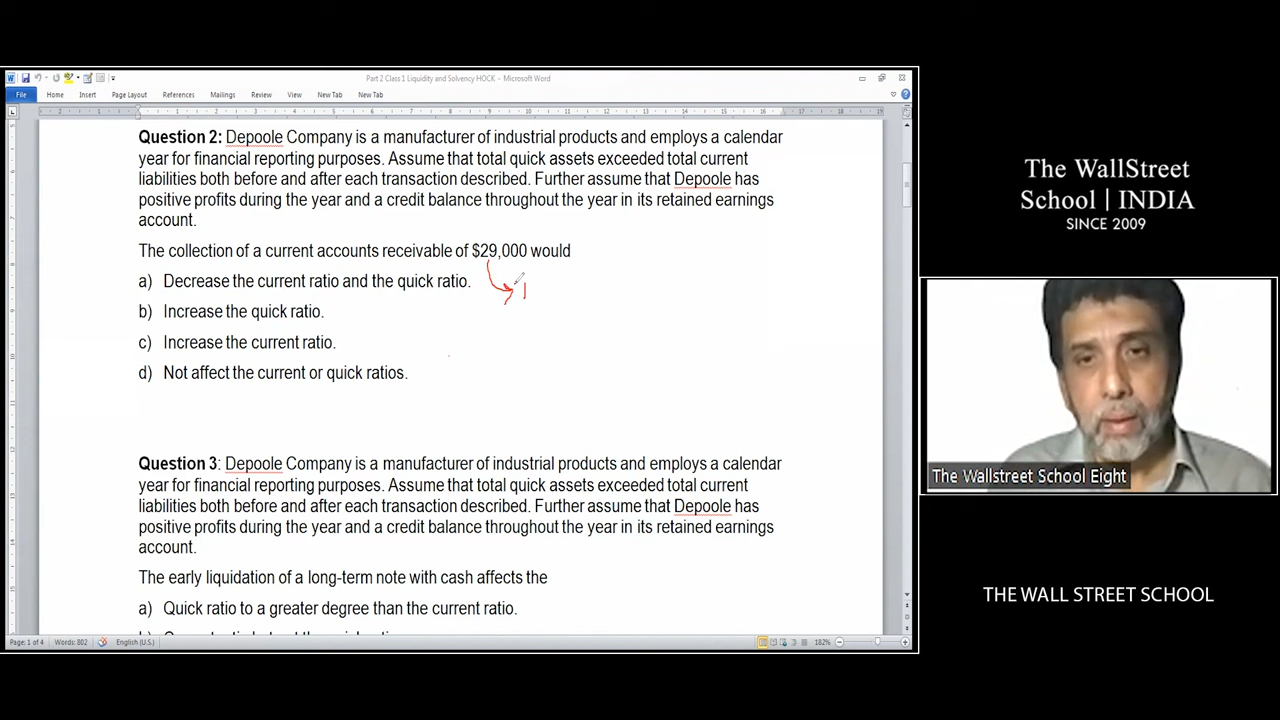 Part 2 Class 1 Liquidity and Solvency HOCK - Microsoft Word
File Home Insert Page Layout References Mailings Review View New Tab New Tab
Question 2: Depoole Company is a manufacturer of industrial products and employs a calendar
year for financial reporting purposes. Assume that total quick assets exceeded total current
liabilities both before and after each transaction described. Further assume that Depoole has
positive profits during the year and a credit balance throughout the year in its retained earnings
account.
The collection of a current accounts receivable of $29,000 would
a) Decrease the current ratio and the quick ratio.
b) Increase the quick ratio.
c) Increase the current ratio.
d) Not affect the current or quick ratios.
Question 3: Depoole Company is a manufacturer of industrial products and employs a calendar
year for financial reporting purposes. Assume that total quick assets exceeded total current
liabilities both before and after each transaction described. Further assume that Depoole has
positive profits during the year and a credit balance throughout the year in its retained earnings
account.
The early liquidation of a long-term note with cash affects the
a) Quick ratio to a greater degree than the current ratio.
Page: 1 of 4 Words: 802 English (U.S.) 182%
The WallStreet
School | INDIA
SINCE 2009
The Wallstreet School Eight
THE WALL STREET SCHOOL